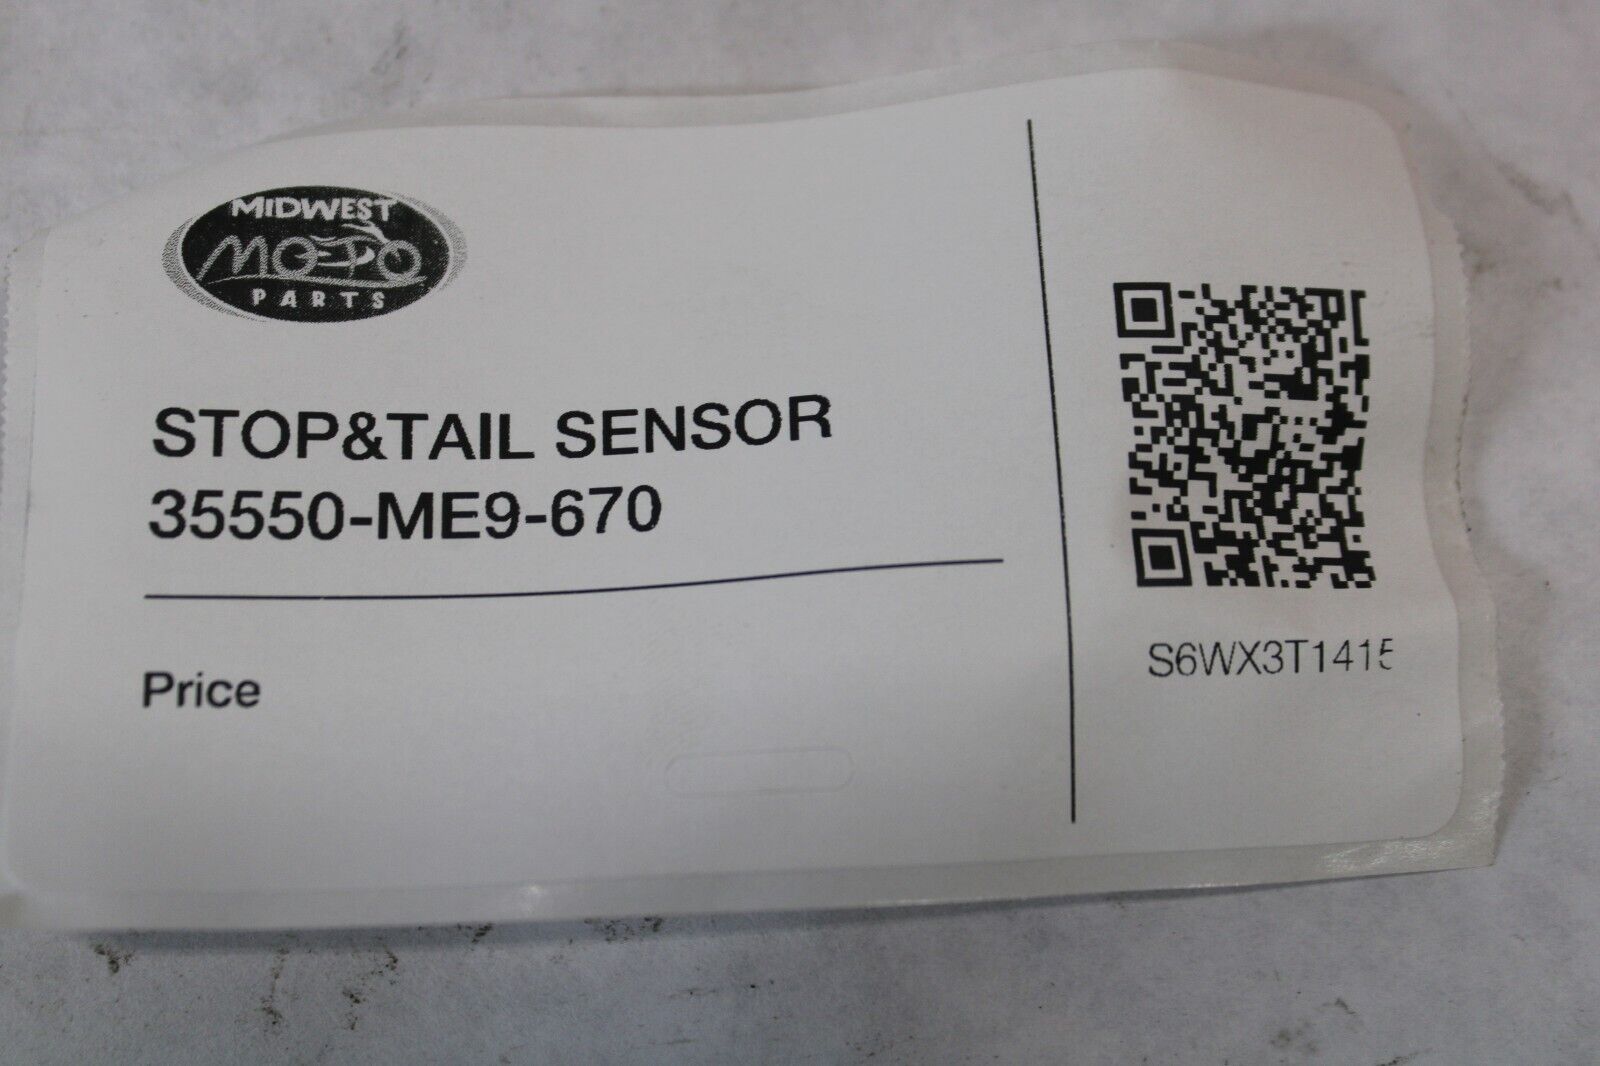 MIDWEST
MOTO
PARTS
STOP&TAIL SENSOR
35550-ME9-670
Price
S6WX3T1415